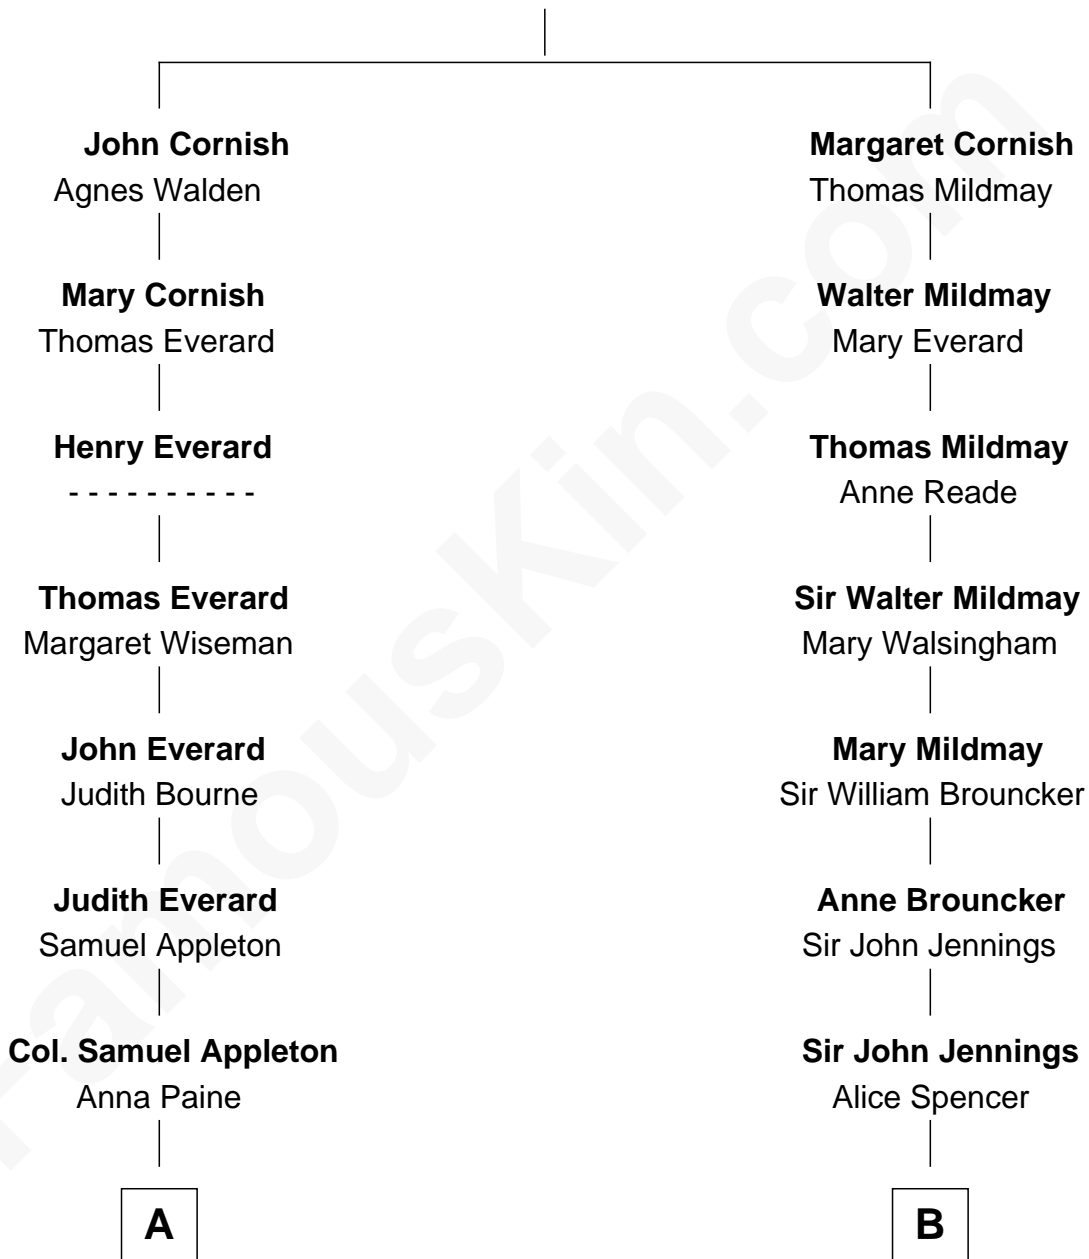 John Cornish
Agnes Walden
Mary Cornish
Thomas Everard
Henry Everard
- - - - - - - - - -
Thomas Everard
Margaret Wiseman
John Everard
Judith Bourne
Judith Everard
Samuel Appleton
Col. Samuel Appleton
Anna Paine
A
Margaret Cornish
Thomas Mildmay
Walter Mildmay
Mary Everard
Thomas Mildmay
Anne Reade
Sir Walter Mildmay
Mary Walsingham
Mary Mildmay
Sir William Brouncker
Anne Brouncker
Sir John Jennings
Sir John Jennings
Alice Spencer
B
FamousKin.com